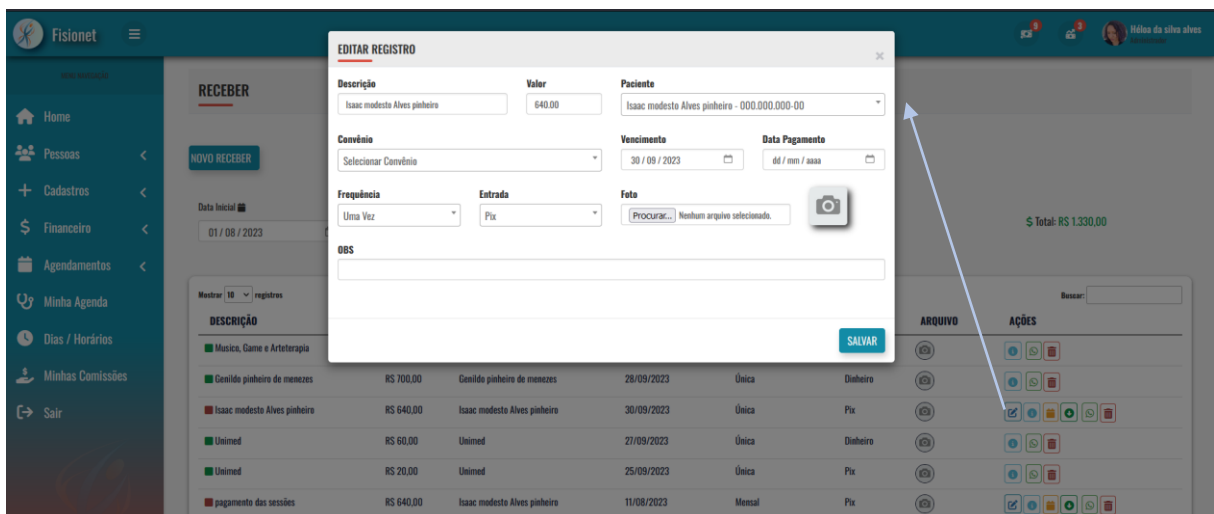 Fisionet
9
3
Hêloa da silva alves
Home
Pessoas
Cadastros
Financeiro
Agendamentos
Minha Agenda
Dias / Horários
Minhas Comissões
Sair
RECEBER
NOVO RECEBER
Data Inicial
01 / 08 / 2023
$ Total: R$ 1.330,00
EDITAR REGISTRO
×
Descrição Valor Paciente
Isaac modesto Alves pinheiro 640.00 Isaac modesto Alves pinheiro - 000.000.000-00
Convênio Vencimento Data Pagamento
Selecionar Convênio 30 / 09 / 2023 dd / mm / aaaa
Frequência Entrada Foto
Uma Vez Pix Procurar... Nenhum arquivo selecionado.
OBS
SALVAR
Mostrar 10 registros Buscar:
DESCRIÇÃO ARQUIVO AÇÕES
Musico, Game e Arteterapia
Genildo pinheiro de menezes R$ 700,00 Genildo pinheiro de menezes 28/09/2023 Única Dinheiro
Isaac modesto Alves pinheiro R$ 640,00 Isaac modesto Alves pinheiro 30/09/2023 Única Pix
Unimed R$ 60,00 Unimed 27/09/2023 Única Dinheiro
Unimed R$ 20,00 Unimed 25/09/2023 Única Pix
pagamento das sessões R$ 640,00 Isaac modesto Alves pinheiro 11/08/2023 Mensal Pix